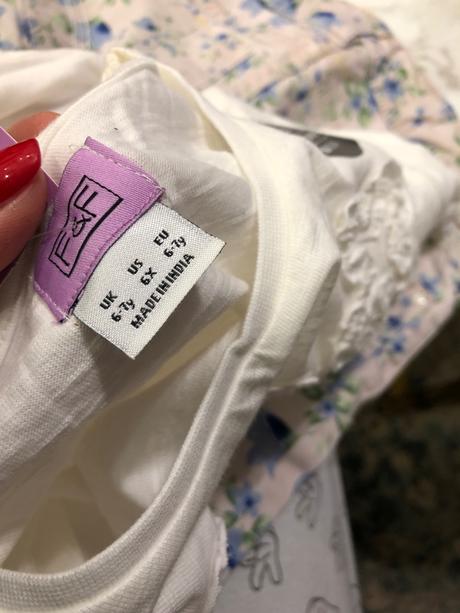 F&F
UK US EU
6-7y 6X 6-7y
MADE IN INDIA